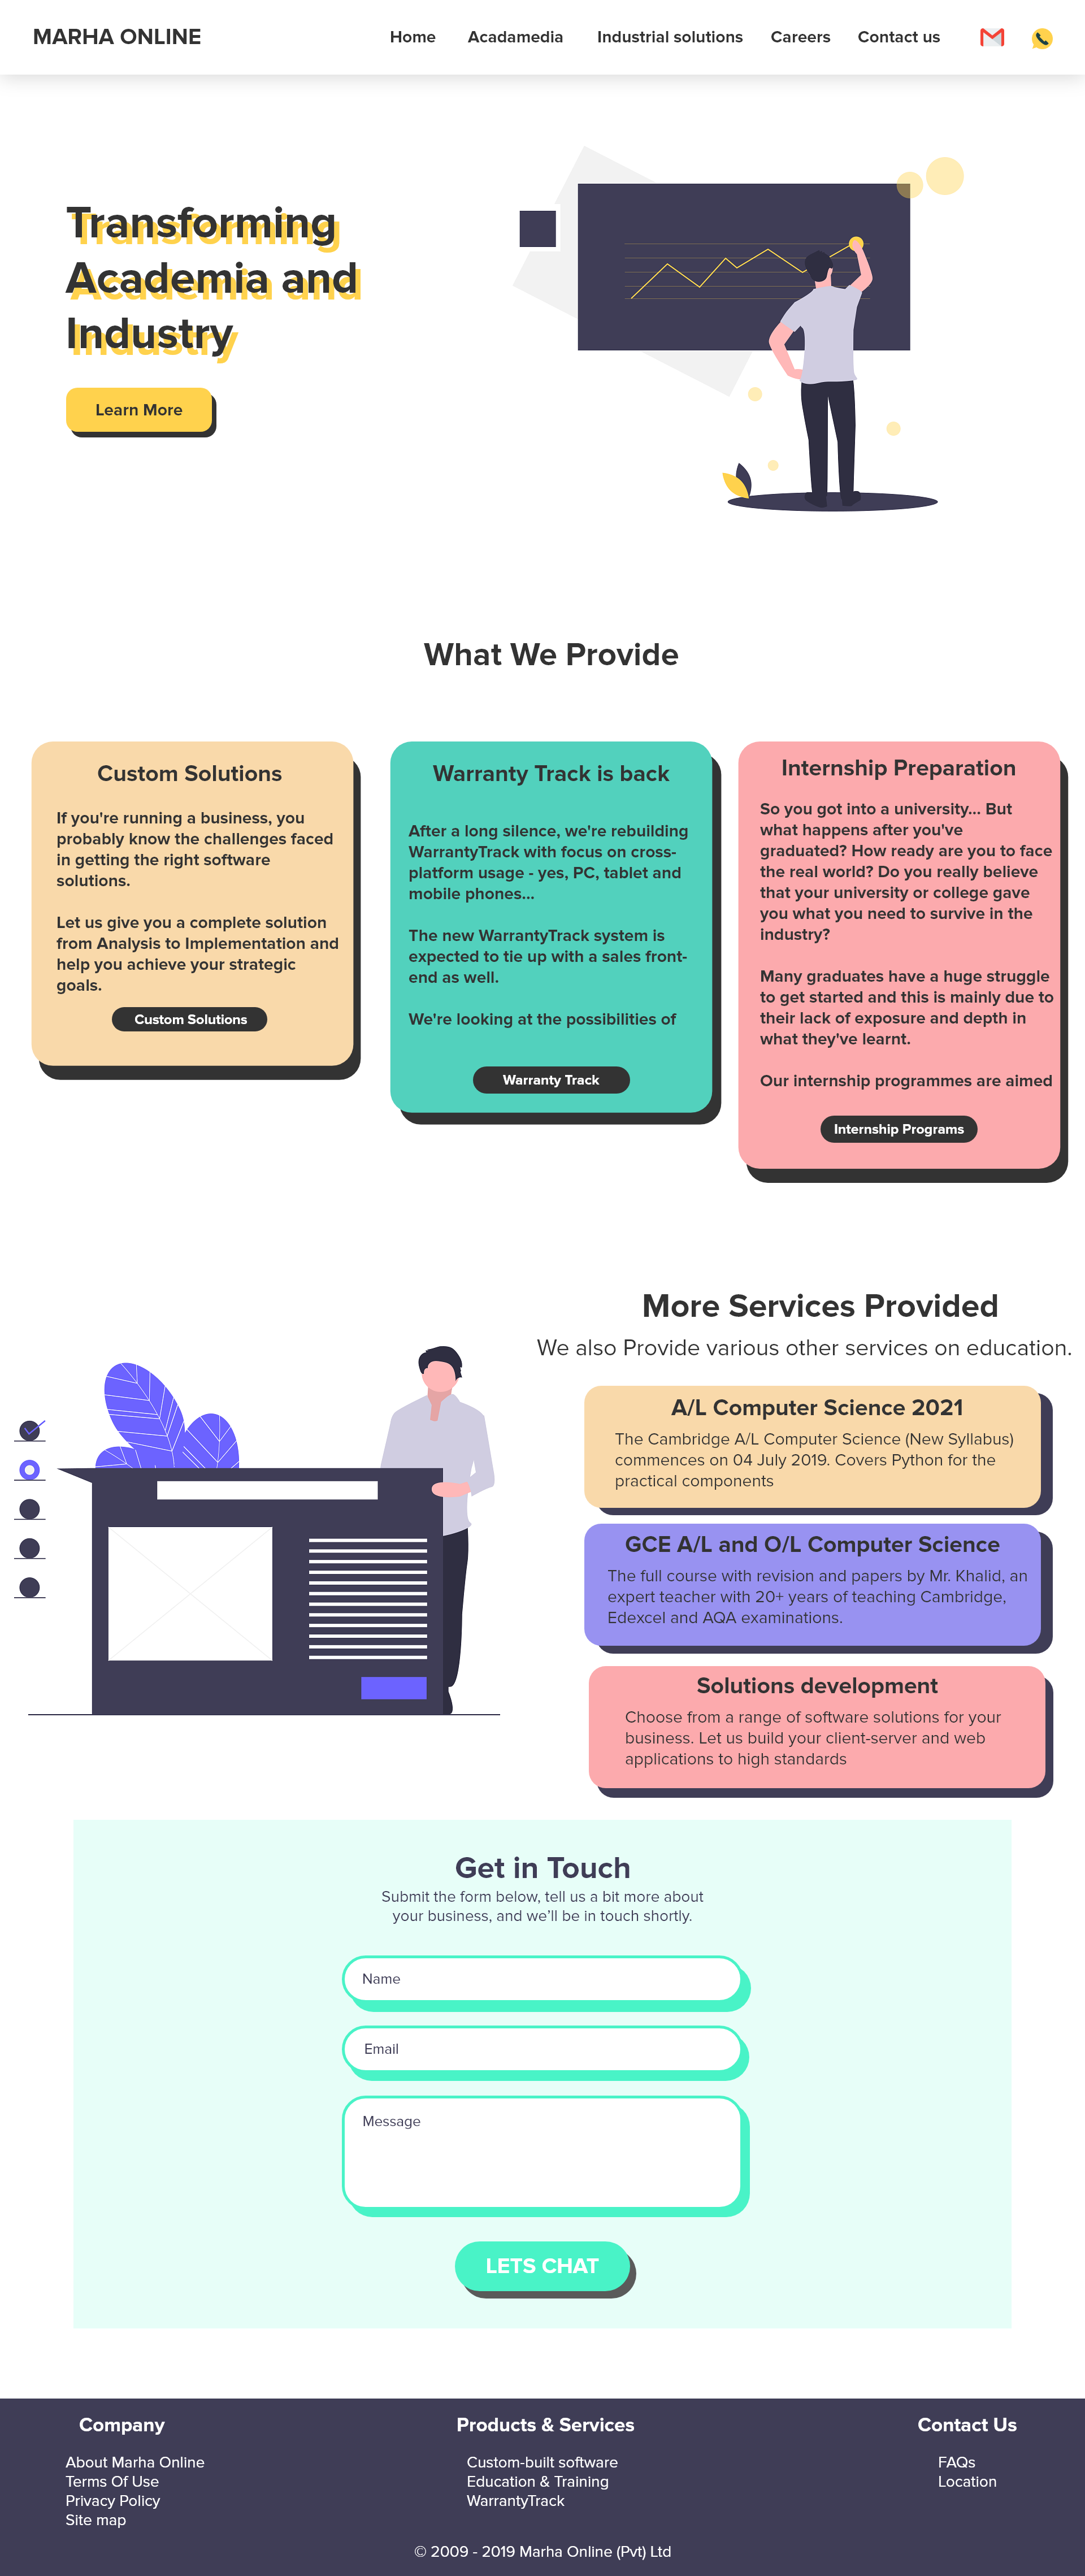 MARHA ONLINE
Home
Acadamedia
Industrial solutions
Careers
Contact us
Transforming
Academia and
Industry
Learn More
What We Provide
Custom Solutions
If you're running a business, you
probably know the challenges faced
in getting the right software
solutions.
Let us give you a complete solution
from Analysis to Implementation and
help you achieve your strategic
goals.
Custom Solutions
Warranty Track is back
After a long silence, we're rebuilding
WarrantyTrack with focus on cross-
platform usage - yes, PC, tablet and
mobile phones...
The new WarrantyTrack system is
expected to tie up with a sales front-
end as well.
We're looking at the possibilities of
Warranty Track
Internship Preparation
So you got into a university... But
what happens after you've
graduated? How ready are you to face
the real world? Do you really believe
that your university or college gave
you what you need to survive in the
industry?
Many graduates have a huge struggle
to get started and this is mainly due to
their lack of exposure and depth in
what they've learnt.
Our internship programmes are aimed
Internship Programs
More Services Provided
We also Provide various other services on education.
A/L Computer Science 2021
The Cambridge A/L Computer Science (New Syllabus)
commences on 04 July 2019. Covers Python for the
practical components
GCE A/L and O/L Computer Science
The full course with revision and papers by Mr. Khalid, an
expert teacher with 20+ years of teaching Cambridge,
Edexcel and AQA examinations.
Solutions development
Choose from a range of software solutions for your
business. Let us build your client-server and web
applications to high standards
Get in Touch
Submit the form below, tell us a bit more about
your business, and we’ll be in touch shortly.
Name
Email
Message
LETS CHAT
Company
About Marha Online
Terms Of Use
Privacy Policy
Site map
Products & Services
Custom-built software
Education & Training
WarrantyTrack
Contact Us
FAQs
Location
© 2009 - 2019 Marha Online (Pvt) Ltd